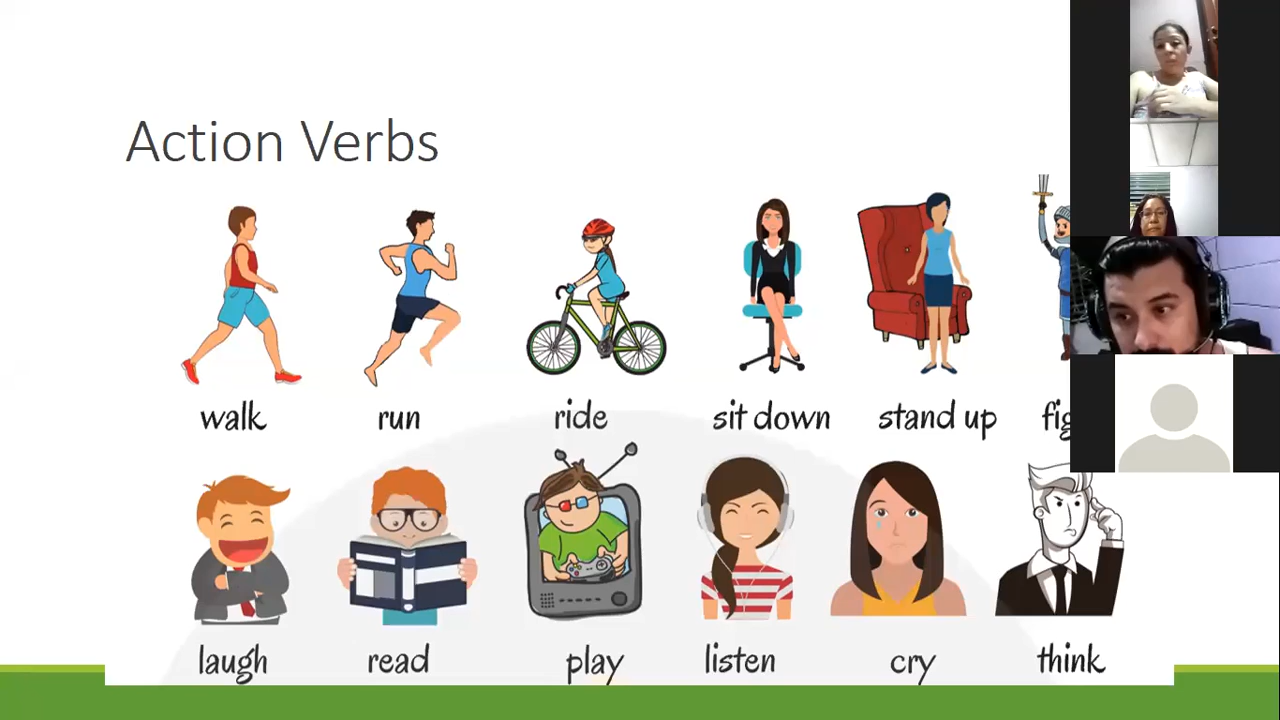 Action Verbs
walk run ride sit down stand up
laugh read play listen cry think